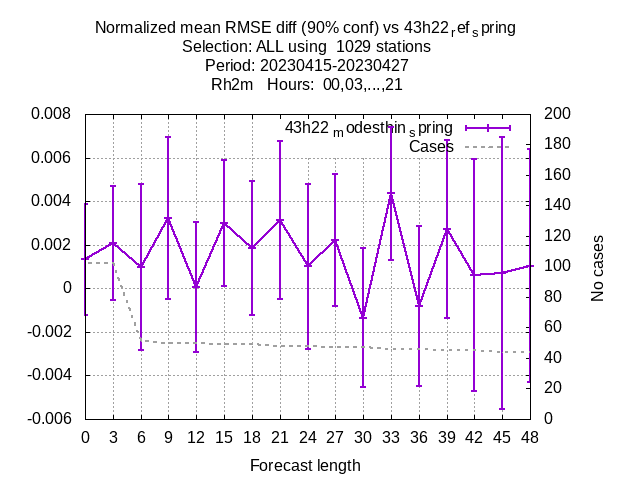 Normalized mean RMSE diff (90% conf) vs 43h22refspring
Selection: ALL using 1029 stations
Period: 20230415-20230427
Rh2m Hours: 00,03,...,21
43h22modesthinspring
Cases
0.008
0.006
0.004
0.002
0
-0.002
-0.004
-0.006
200
180
160
140
120
100
80
60
40
20
0
No cases
0 3 6 9 12 15 18 21 24 27 30 33 36 39 42 45 48
Forecast length